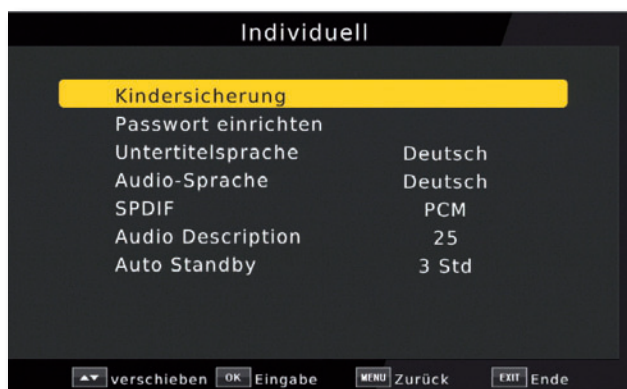 Individuell
Kindersicherung
Passwort einrichten
Untertitelsprache Deutsch
Audio-Sprache Deutsch
SPDIF PCM
Audio Description 25
Auto Standby 3 Std
▲▼ verschieben OK Eingabe MENU Zurück EXIT Ende